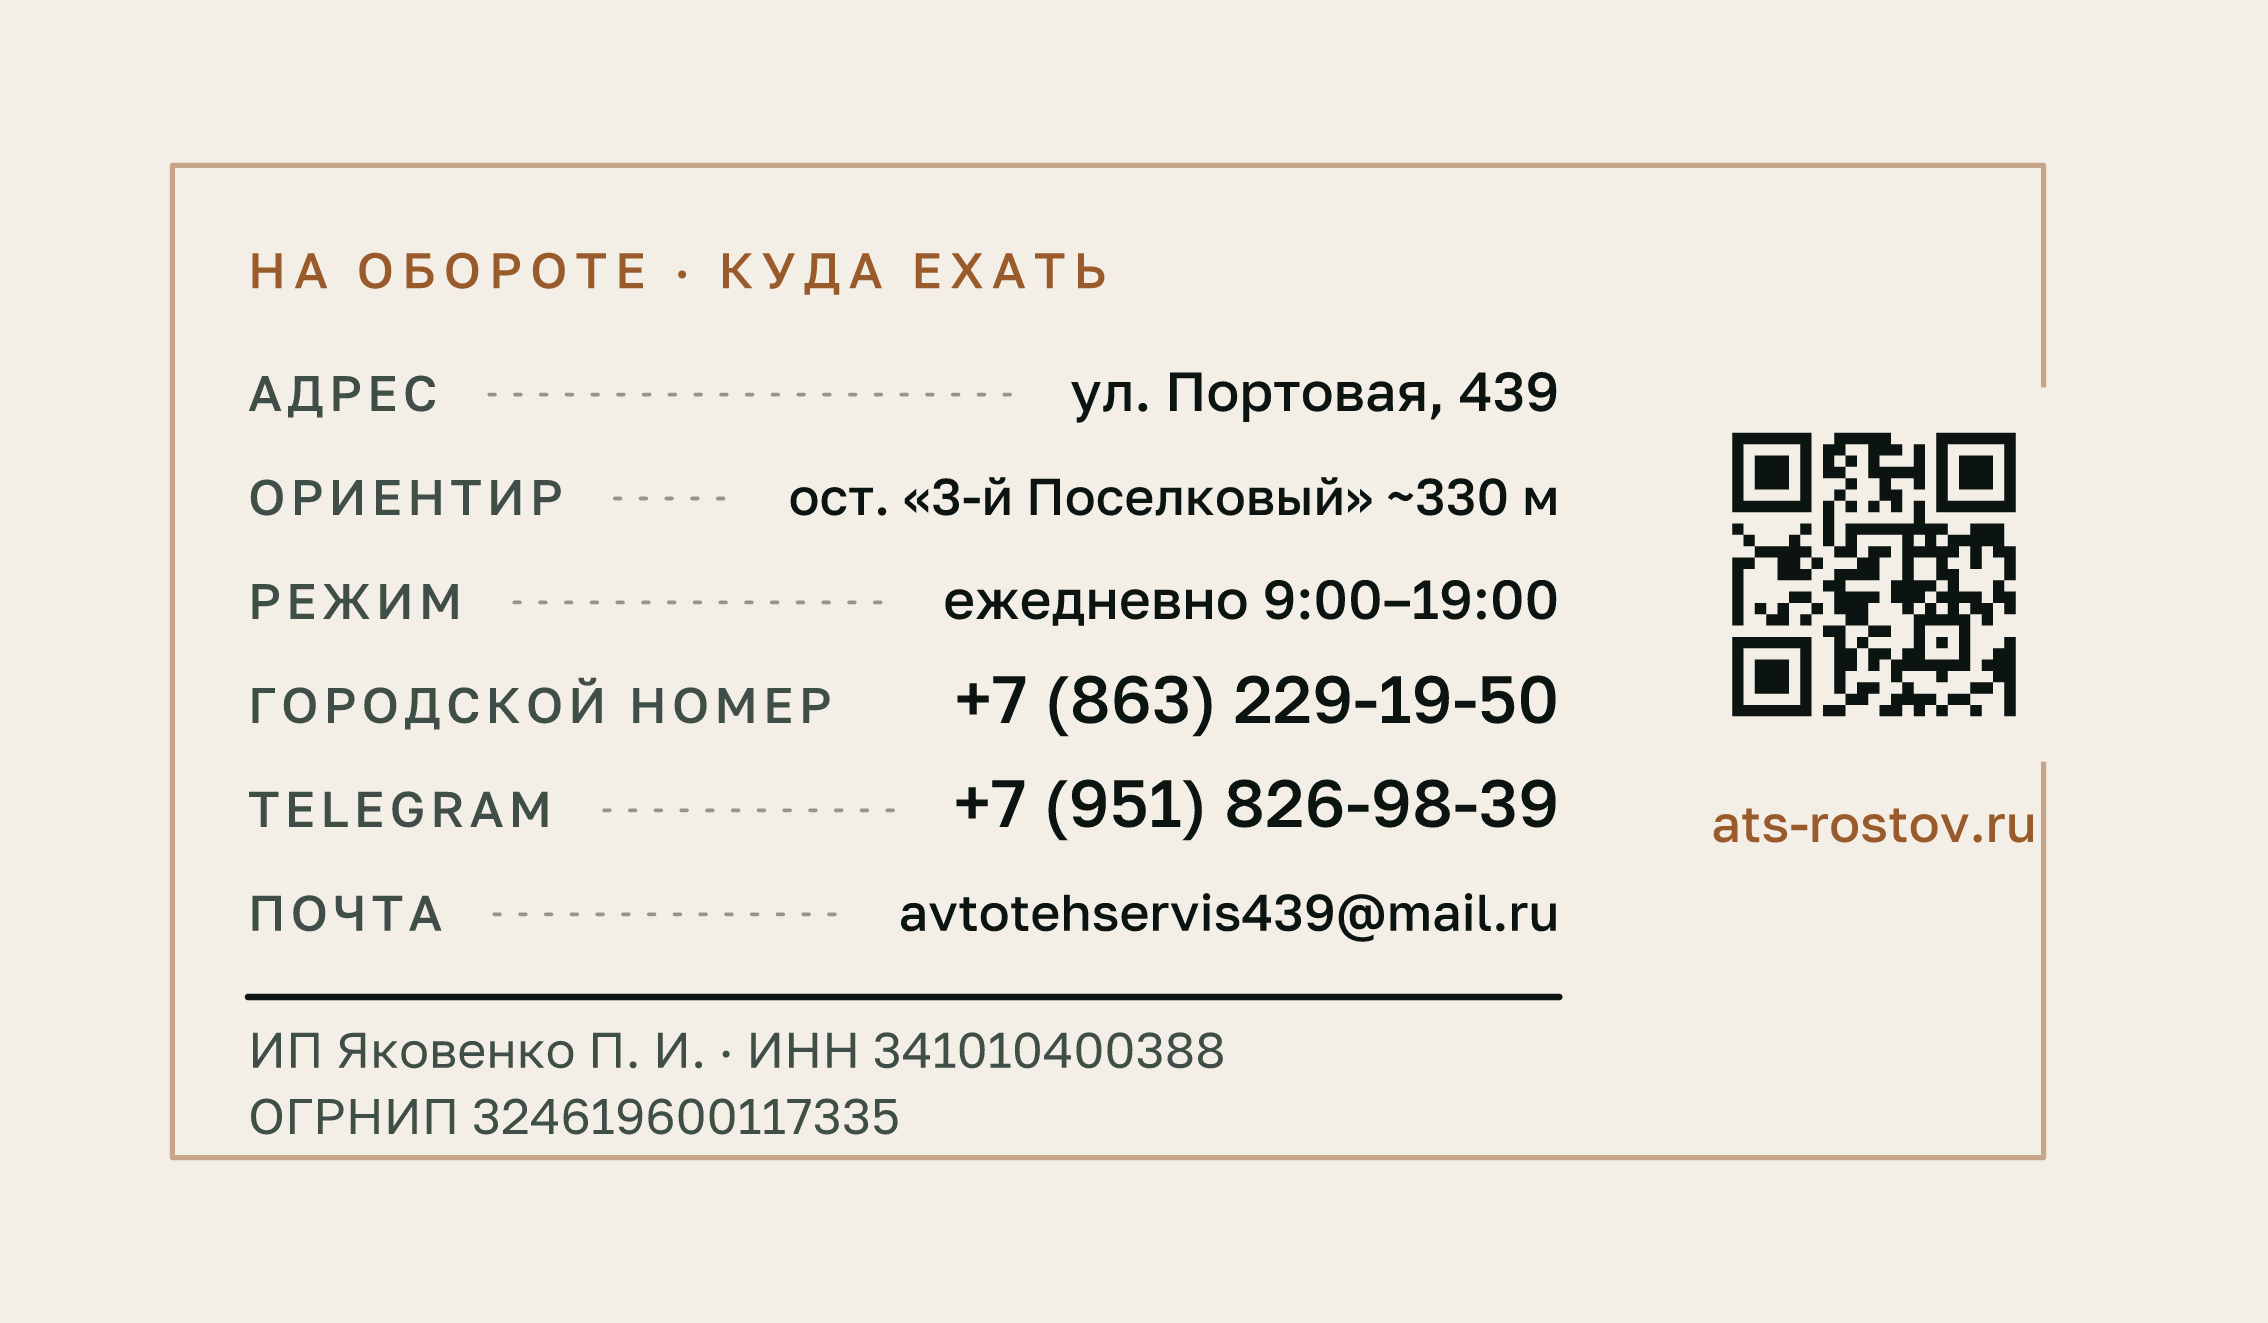 НА ОБОРОТЕ · КУДА ЕХАТЬ
АДРЕС ул. Портовая, 439
ОРИЕНТИР ост. «3-й Поселковый» ~330 м
РЕЖИМ ежедневно 9:00–19:00
ГОРОДСКОЙ НОМЕР +7 (863) 229-19-50
TELEGRAM +7 (951) 826-98-39
ПОЧТА avtotehservis439@mail.ru
ats-rostov.ru
ИП Яковенко П. И. · ИНН 341010400388
ОГРНИП 324619600117335